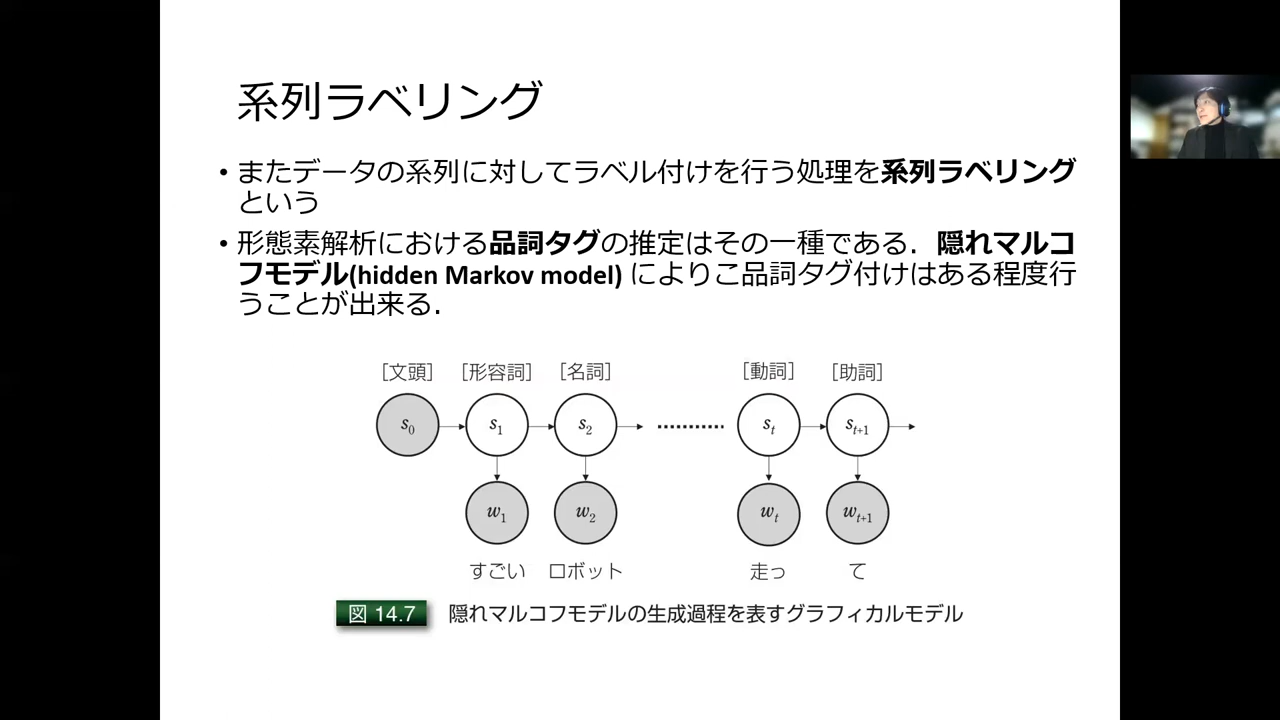 系列ラベリング
• またデータの系列に対してラベル付けを行う処理を系列ラベリング
という
• 形態素解析における品詞タグの推定はその一種である．隠れマルコ
フモデル(hidden Markov model) によりこ品詞タグ付けはある程度行
うことが出来る．
［文頭］ ［形容詞］ ［名詞］ ［動詞］ ［助詞］
s0 s1 s2 ………… st st+1
w1 w2 wt wt+1
すごい ロボット 走っ て
図 14.7 隠れマルコフモデルの生成過程を表すグラフィカルモデル